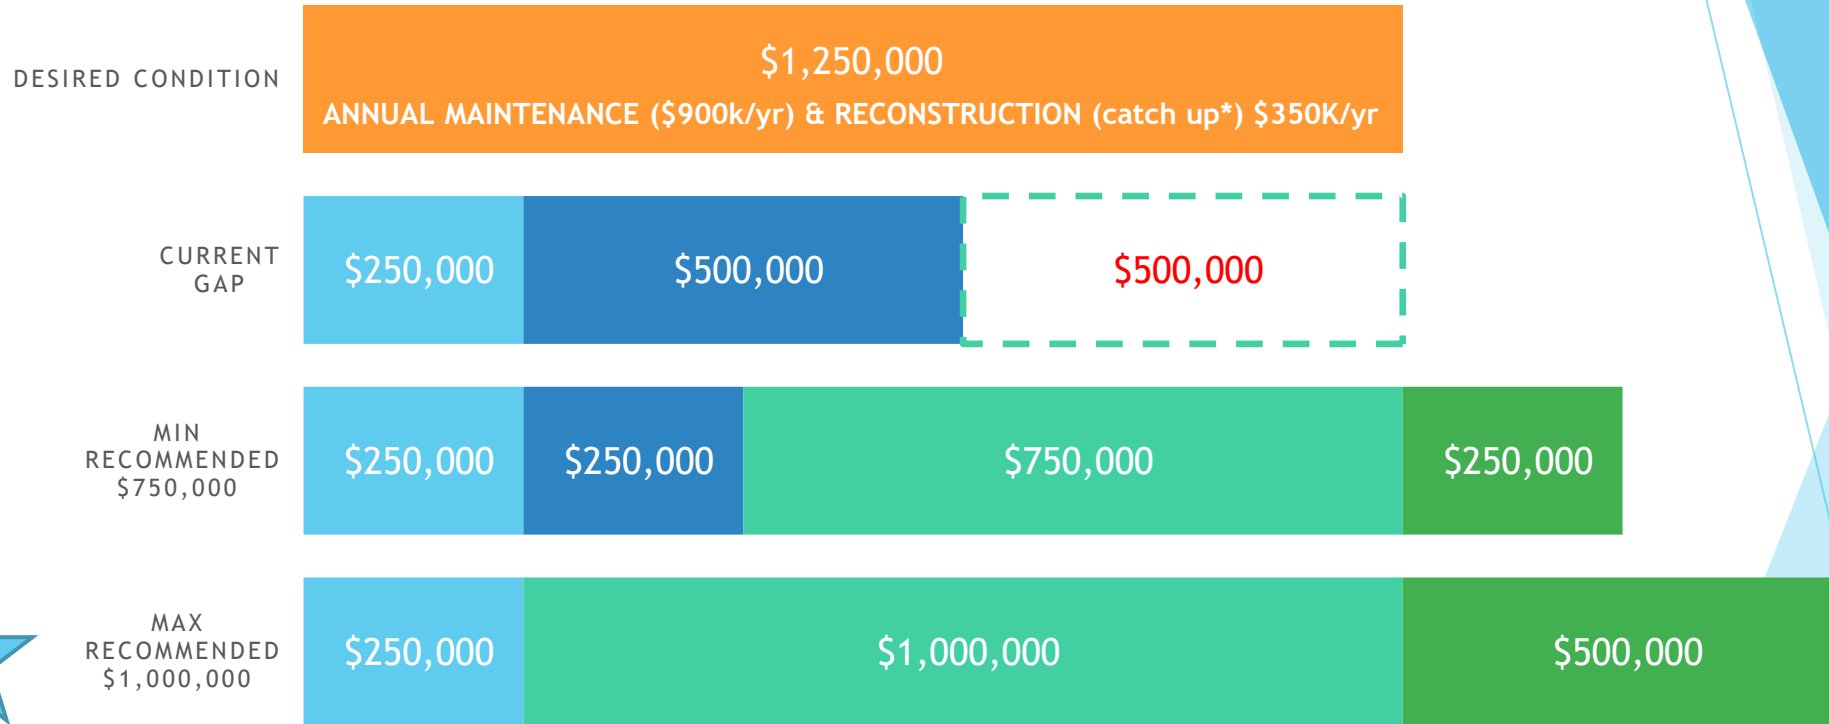 DESIRED CONDITION
$1,250,000
ANNUAL MAINTENANCE ($900k/yr) & RECONSTRUCTION (catch up*) $350K/yr
CURRENT
GAP
$250,000
$500,000
$500,000
MIN
RECOMMENDED
$750,000
$250,000
$250,000
$750,000
$250,000
MAX
RECOMMENDED
$1,000,000
$250,000
$1,000,000
$500,000